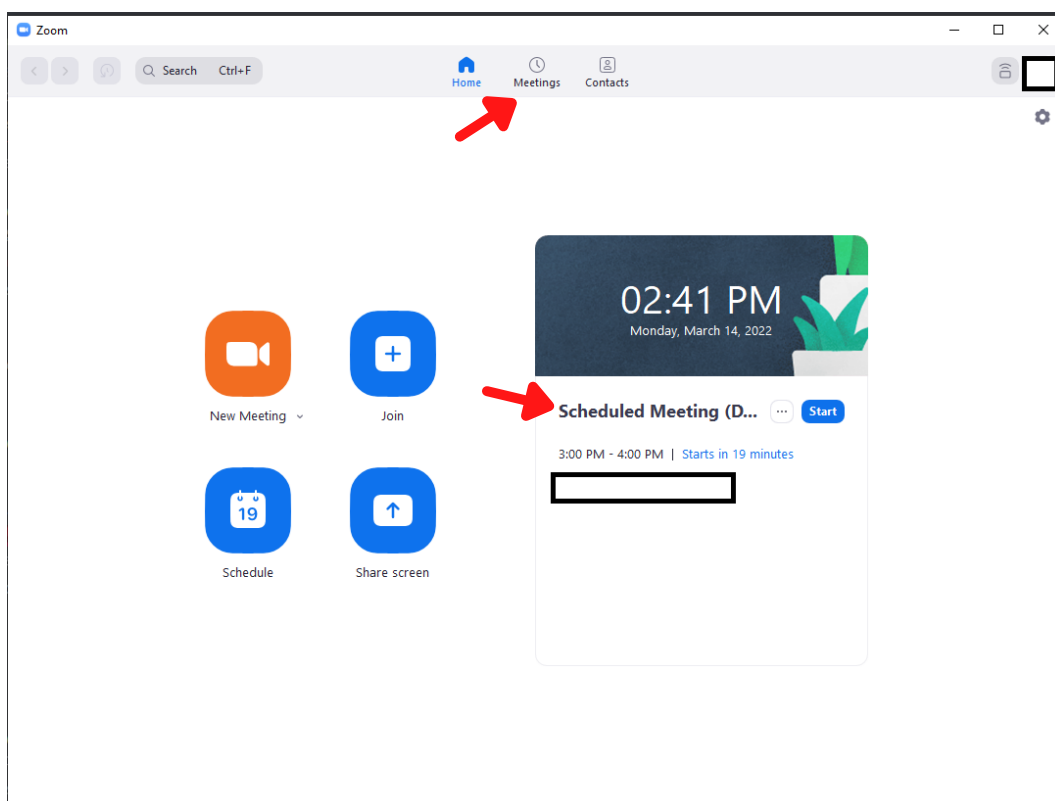 Zoom
Search Ctrl+F
Home Meetings Contacts
02:41 PM
Monday, March 14, 2022
Scheduled Meeting (D... ... Start
3:00 PM - 4:00 PM | Starts in 19 minutes
New Meeting Join
19
Schedule Share screen